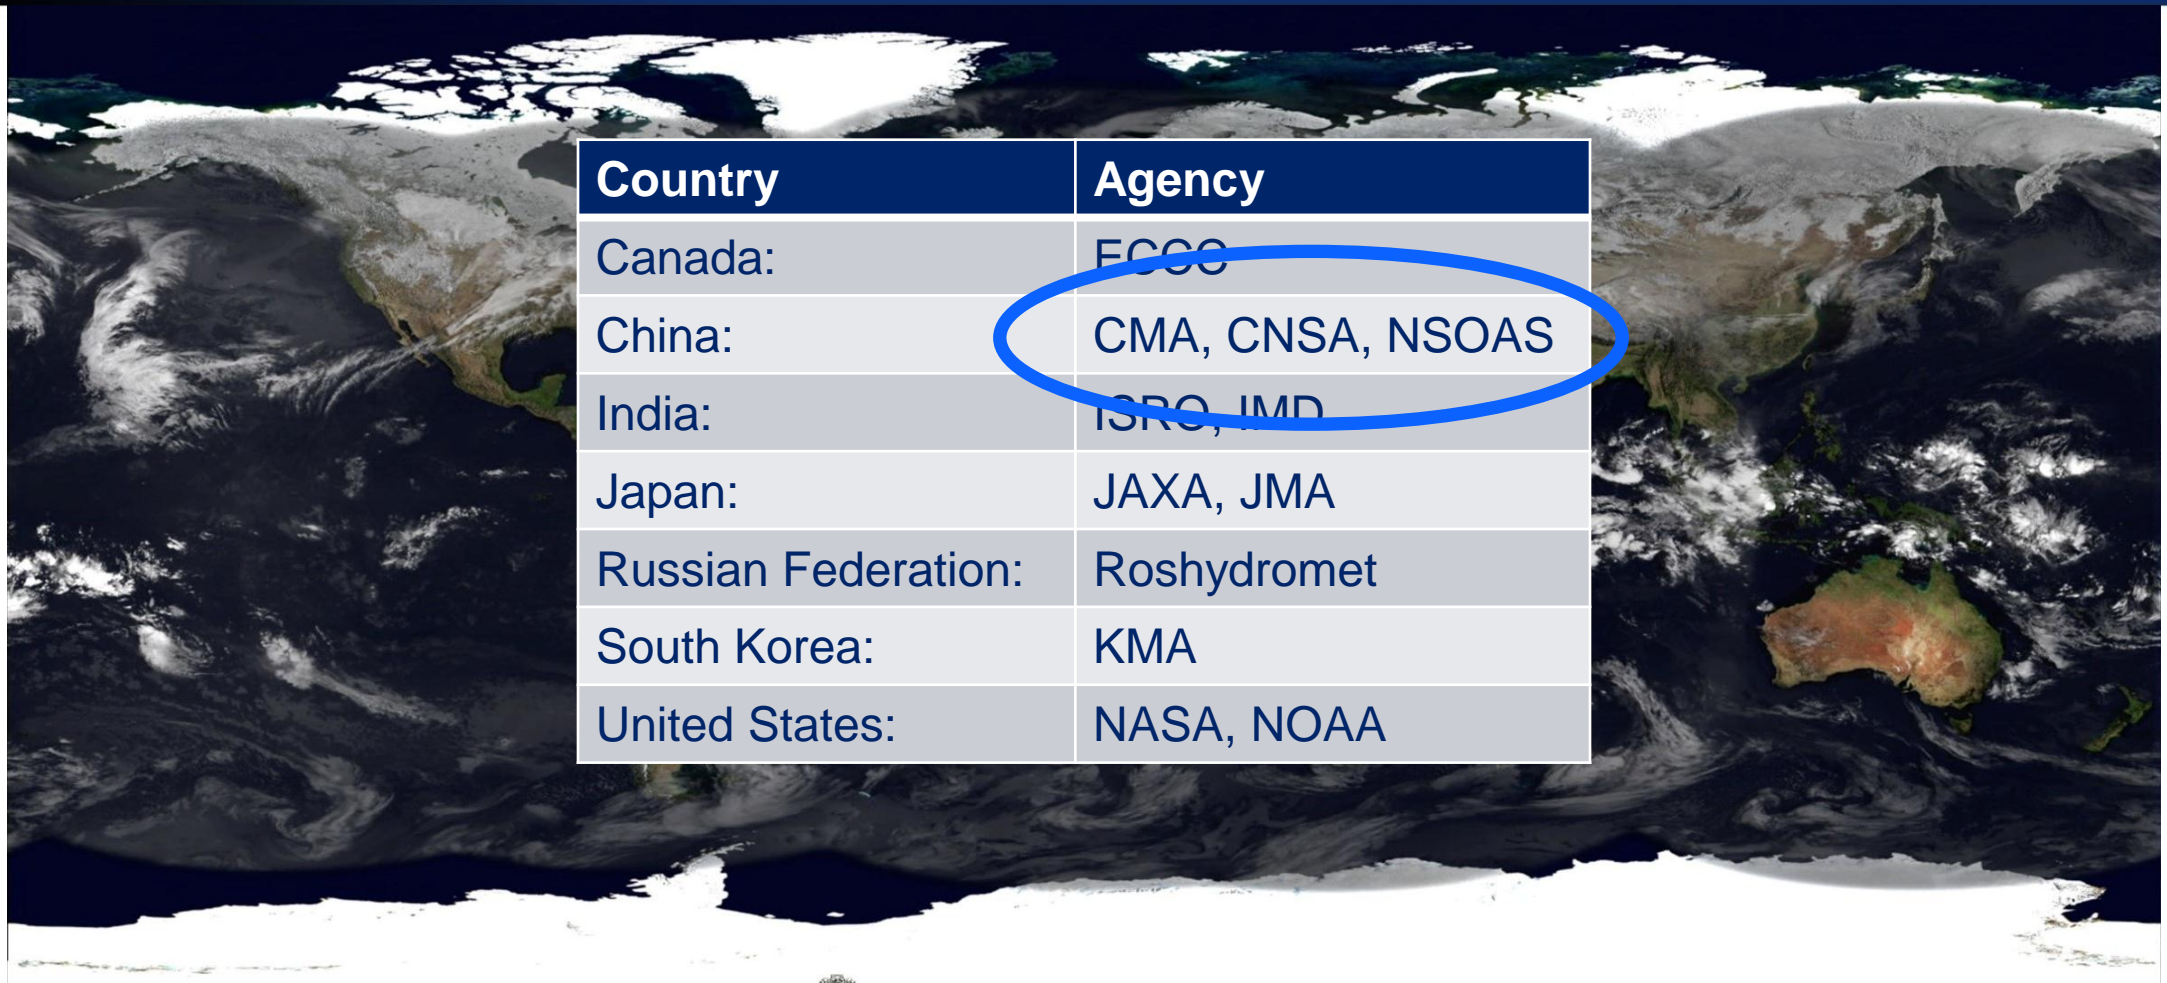 Country Agency
Canada: ECCC
China: CMA, CNSA, NSOAS
India: ISRO, IMD
Japan: JAXA, JMA
Russian Federation: Roshydromet
South Korea: KMA
United States: NASA, NOAA